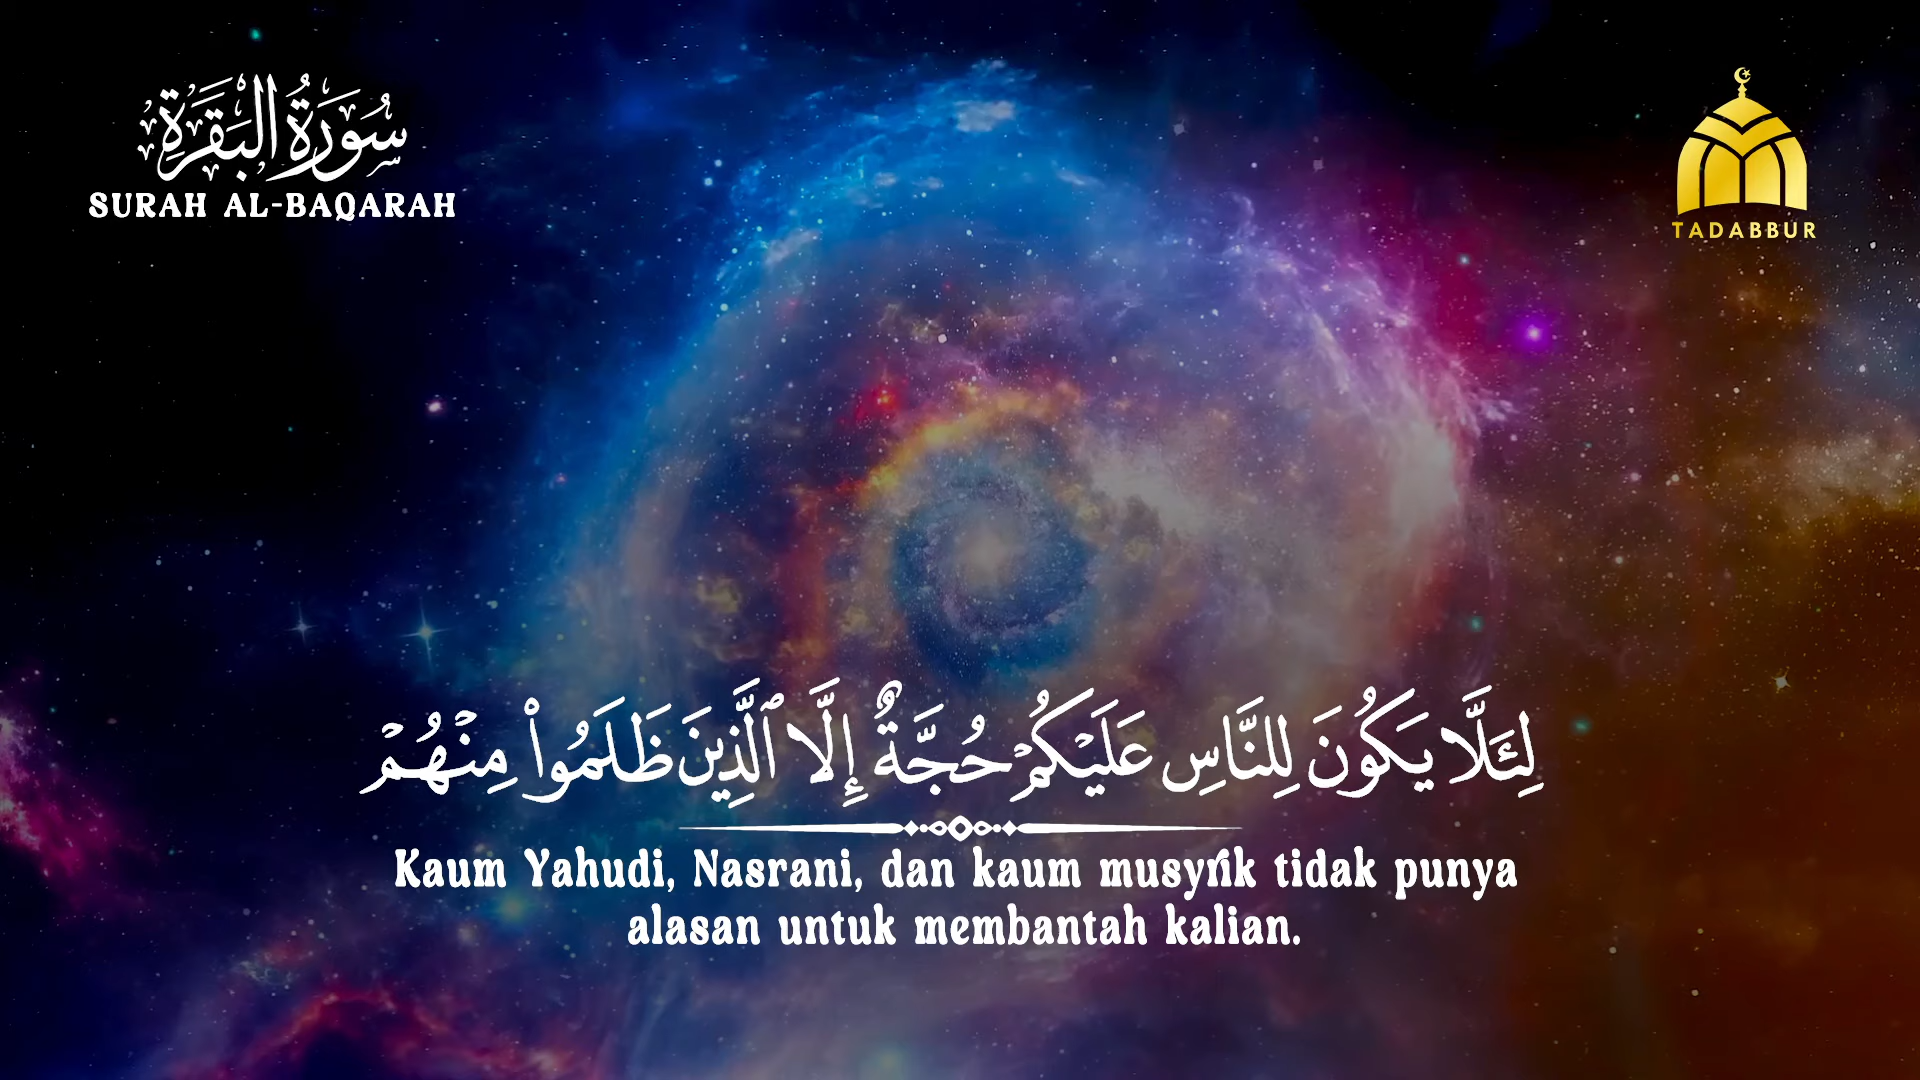 سُورَةُ البَقَرَةِ
SURAH AL-BAQARAH
TADABBUR
لِئَلَّا يَكُونَ لِلنَّاسِ عَلَيْكُمْ حُجَّةٌ إِلَّا ٱلَّذِينَ ظَلَمُوا۟ مِنْهُمْ
Kaum Yahudi, Nasrani, dan kaum musyrik tidak punya
alasan untuk membantah kalian.